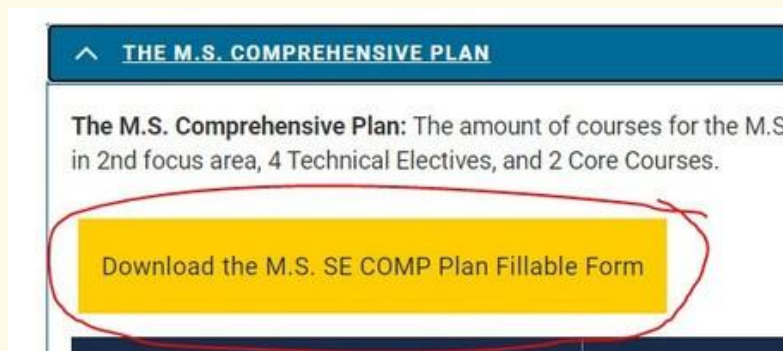 THE M.S. COMPREHENSIVE PLAN
The M.S. Comprehensive Plan: The amount of courses for the M.S
in 2nd focus area, 4 Technical Electives, and 2 Core Courses.
Download the M.S. SE COMP Plan Fillable Form